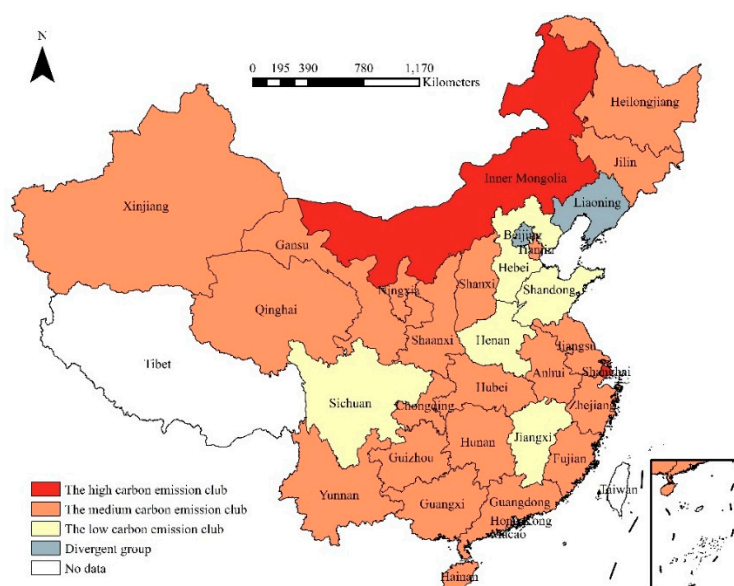 N
0 195 390 780 1,170
Kilometers
Heilongjiang
Jilin
Inner Mongolia
Liaoning
Xinjiang
Gansu
Beijing
Tianjin
Hebei
Ningxia
Shanxi
Shandong
Qinghai
Shaanxi
Henan
Jiangsu
Tibet
Shanghai
Anhui
Hubei
Sichuan
Chongqing
Zhejiang
Hunan
Jiangxi
Guizhou
Fujian
Yunnan
Guangxi
Guangdong
Taiwan
Hong Kong
Macao
Hainan
The high carbon emission club
The medium carbon emission club
The low carbon emission club
Divergent group
No data